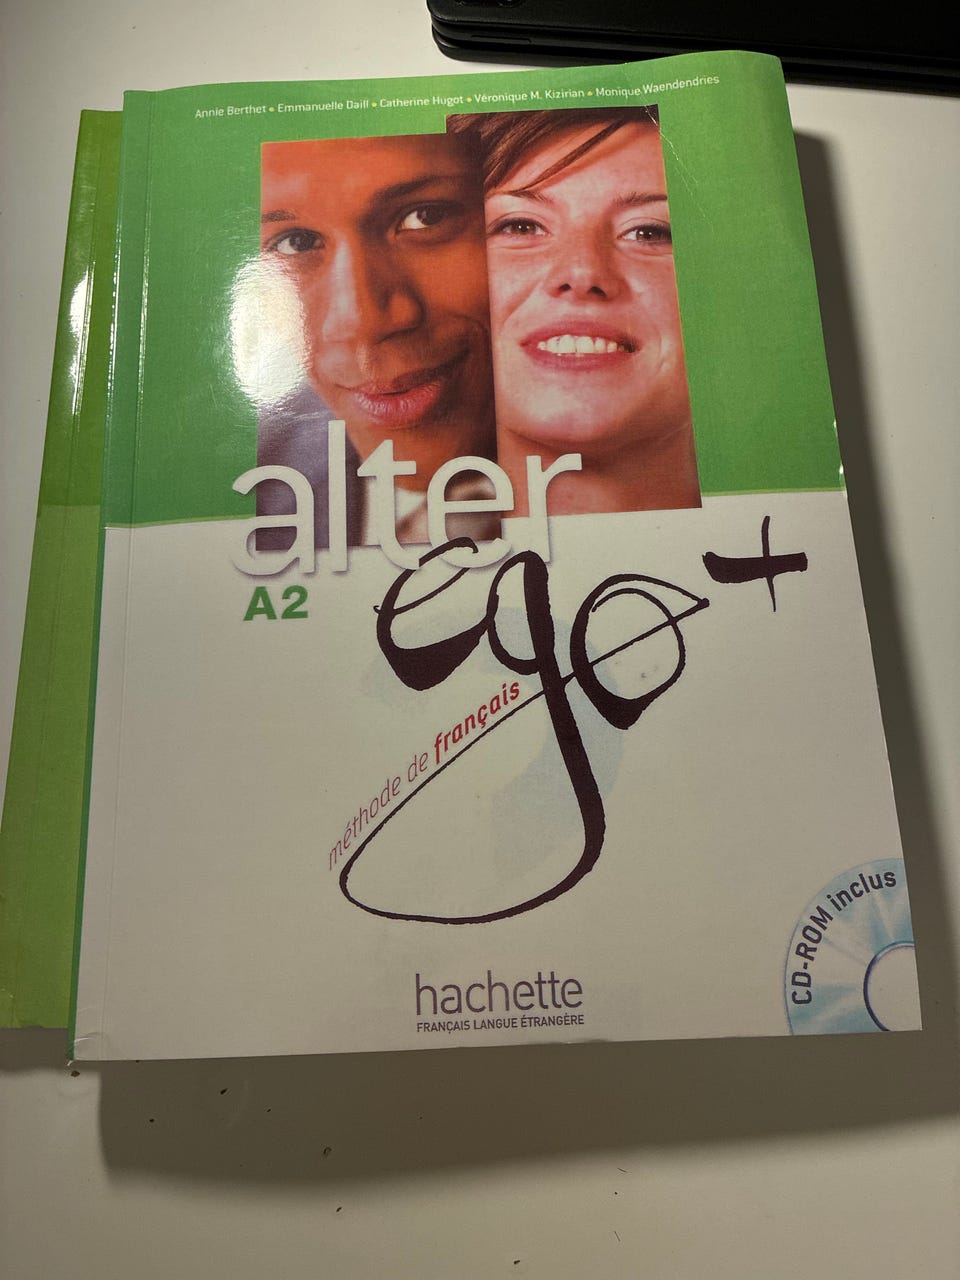 Annie Berthet • Emmanuelle Daill • Catherine Hugot • Véronique M. Kizirian • Monique Waendendries
alter
ego+
A2
méthode de français
CD-ROM inclus
hachette
FRANÇAIS LANGUE ÉTRANGÈRE